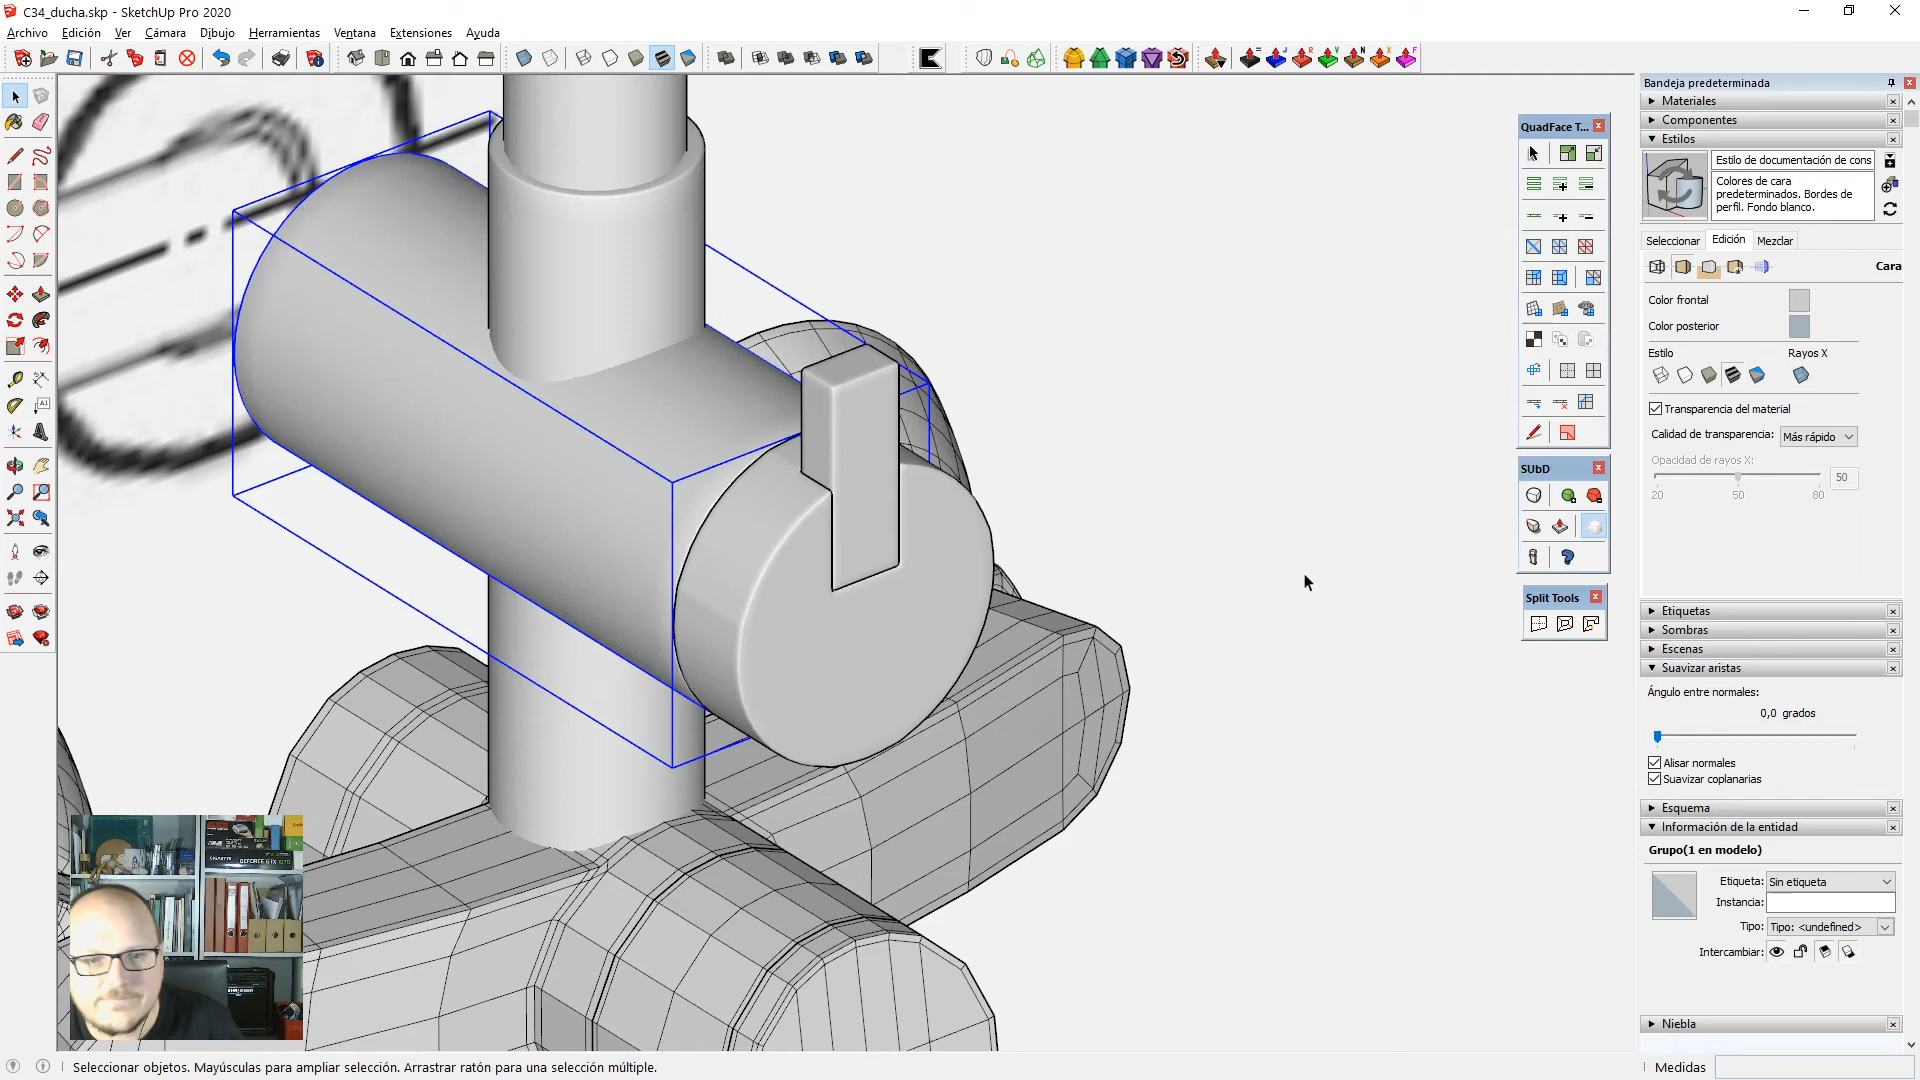 C34_ducha.skp - SketchUp Pro 2020
Archivo Edición Ver Cámara Dibujo Herramientas Ventana Extensiones Ayuda
Bandeja predeterminada
Materiales
Componentes
Estilos
Estilo de documentación de cons
Colores de cara
predeterminados. Bordes de
perfil. Fondo blanco.
Seleccionar Edición Mezclar
Cara
Color frontal
Color posterior
Estilo Rayos X
Transparencia del material
Calidad de transparencia: Más rápido
Opacidad de rayos X: 50
20 50 80
Etiquetas
Sombras
Escenas
Suavizar aristas
Ángulo entre normales:
0,0 grados
Alisar normales
Suavizar coplanarias
Esquema
Información de la entidad
Grupo(1 en modelo)
Etiqueta: Sin etiqueta
Instancia:
Tipo: Tipo: <undefined>
Intercambiar:
Niebla
QuadFace T...
SUbD
Split Tools
Seleccionar objetos. Mayúsculas para ampliar selección. Arrastrar ratón para una selección múltiple.
Medidas